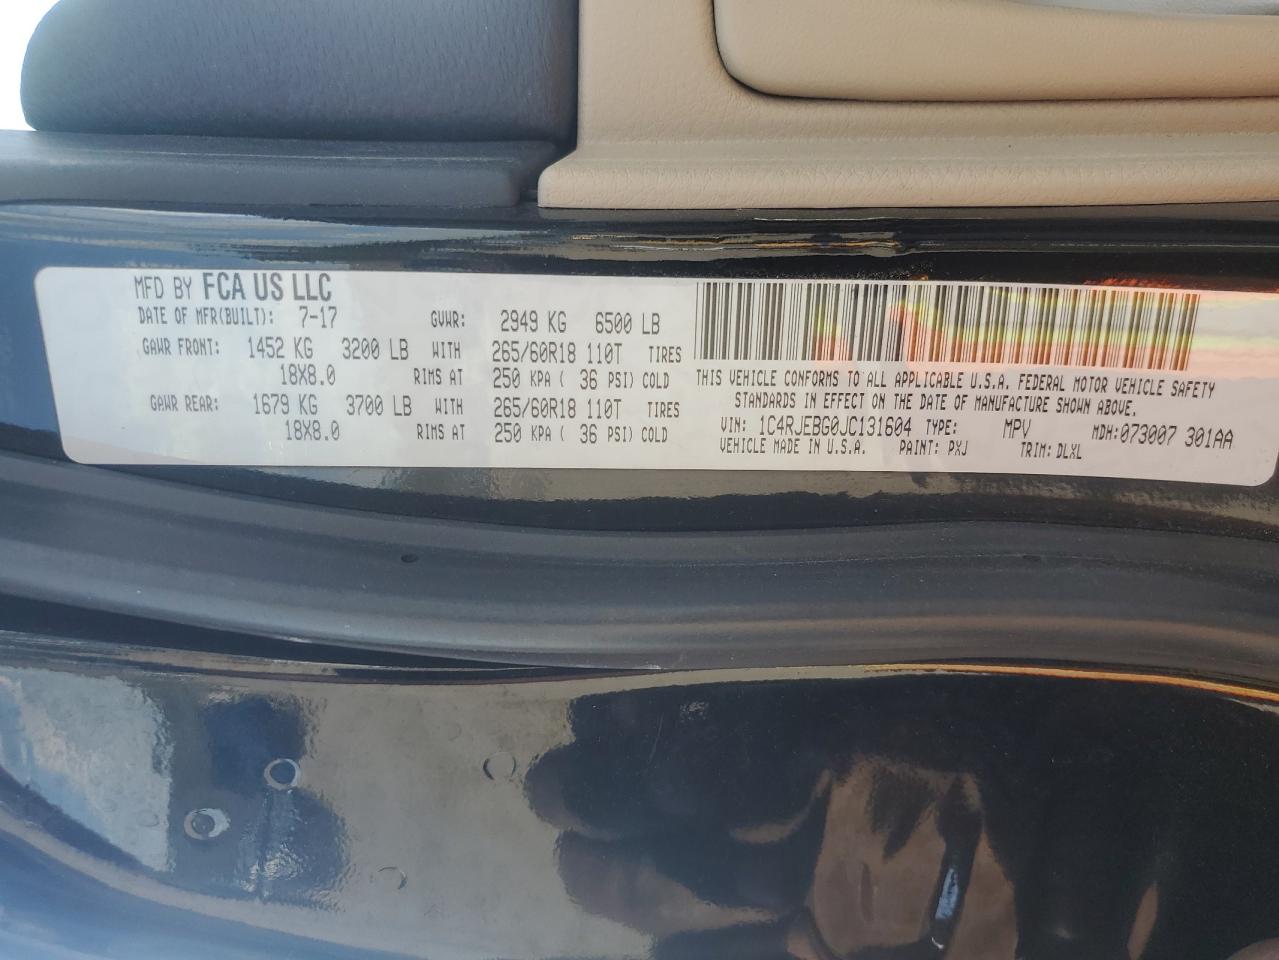 MFD BY FCA US LLC
DATE OF MFR(BUILT): 7-17 GVWR: 2949 KG 6500 LB
GAWR FRONT: 1452 KG 3200 LB WITH 265/60R18 110T TIRES
18X8.0 RIMS AT 250 KPA ( 36 PSI) COLD
GAWR REAR: 1679 KG 3700 LB WITH 265/60R18 110T TIRES
18X8.0 RIMS AT 250 KPA ( 36 PSI) COLD
THIS VEHICLE CONFORMS TO ALL APPLICABLE U.S.A. FEDERAL MOTOR VEHICLE SAFETY
STANDARDS IN EFFECT ON THE DATE OF MANUFACTURE SHOWN ABOVE.
VIN: 1C4RJEBG0JC131604 TYPE: MPV MDH:073007 301AA
VEHICLE MADE IN U.S.A. PAINT: PXJ TRIM: DLXL